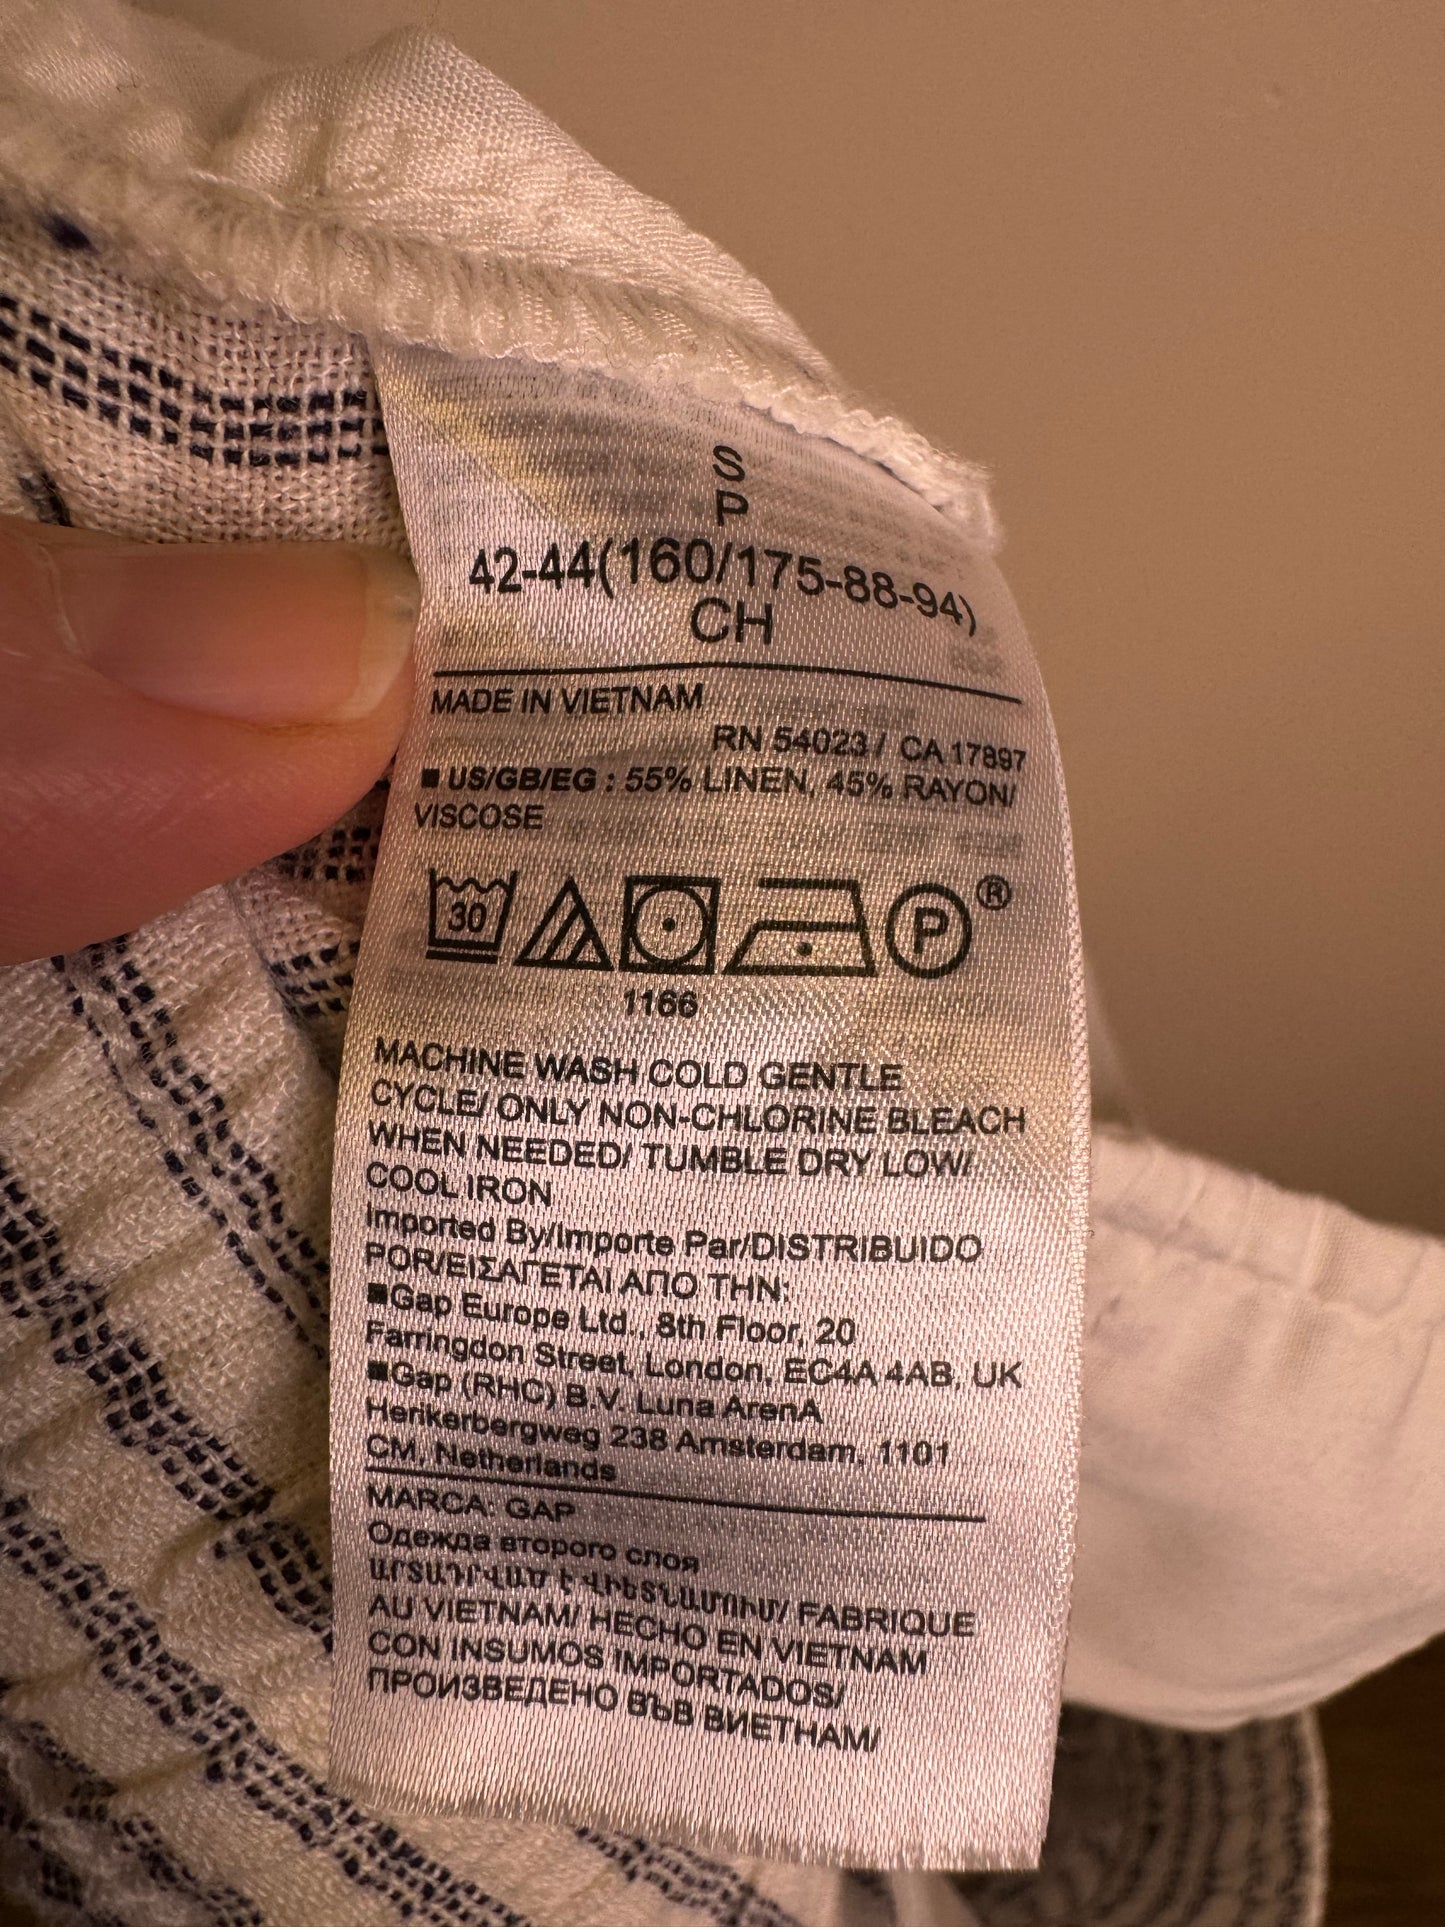 S
P
42-44(160/175-88-94)
CH
MADE IN VIETNAM
RN 54023/ CA 17897
■ US/GB/EG : 55% LINEN, 45% RAYON/
VISCOSE
30
P ®
1166
MACHINE WASH COLD GENTLE
CYCLE/ ONLY NON-CHLORINE BLEACH
WHEN NEEDED/ TUMBLE DRY LOW/
COOL IRON
Imported By/Importe Par/DISTRIBUIDO
POR/ΕΙΣΑΓΕΤΑΙ ΑΠΟ ΤΗΝ:
■Gap Europe Ltd., 8th Floor, 20
Farringdon Street, London, EC4A 4AB, UK
■Gap (RHC) B.V. Luna ArenA
Herikerbergweg 238 Amsterdam, 1101
CM, Netherlands
MARCA: GAP
Одежда второго слоя
ԱՐՏԱԴՐՎԱԾ Է ՎԻԵՏՆԱՄՈՒՄ/ FABRIQUE
AU VIETNAM/ HECHO EN VIETNAM
CON INSUMOS IMPORTADOS/
ПРОИЗВЕДЕНО ВЪВ ВИЕТНАМ/